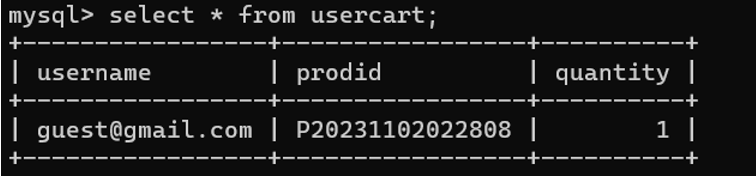 mysql> select * from usercart;
+------------------+-----------------+----------+
| username         | prodid          | quantity |
+------------------+-----------------+----------+
| guest@gmail.com  | P20231102022808 |        1 |
+------------------+-----------------+----------+